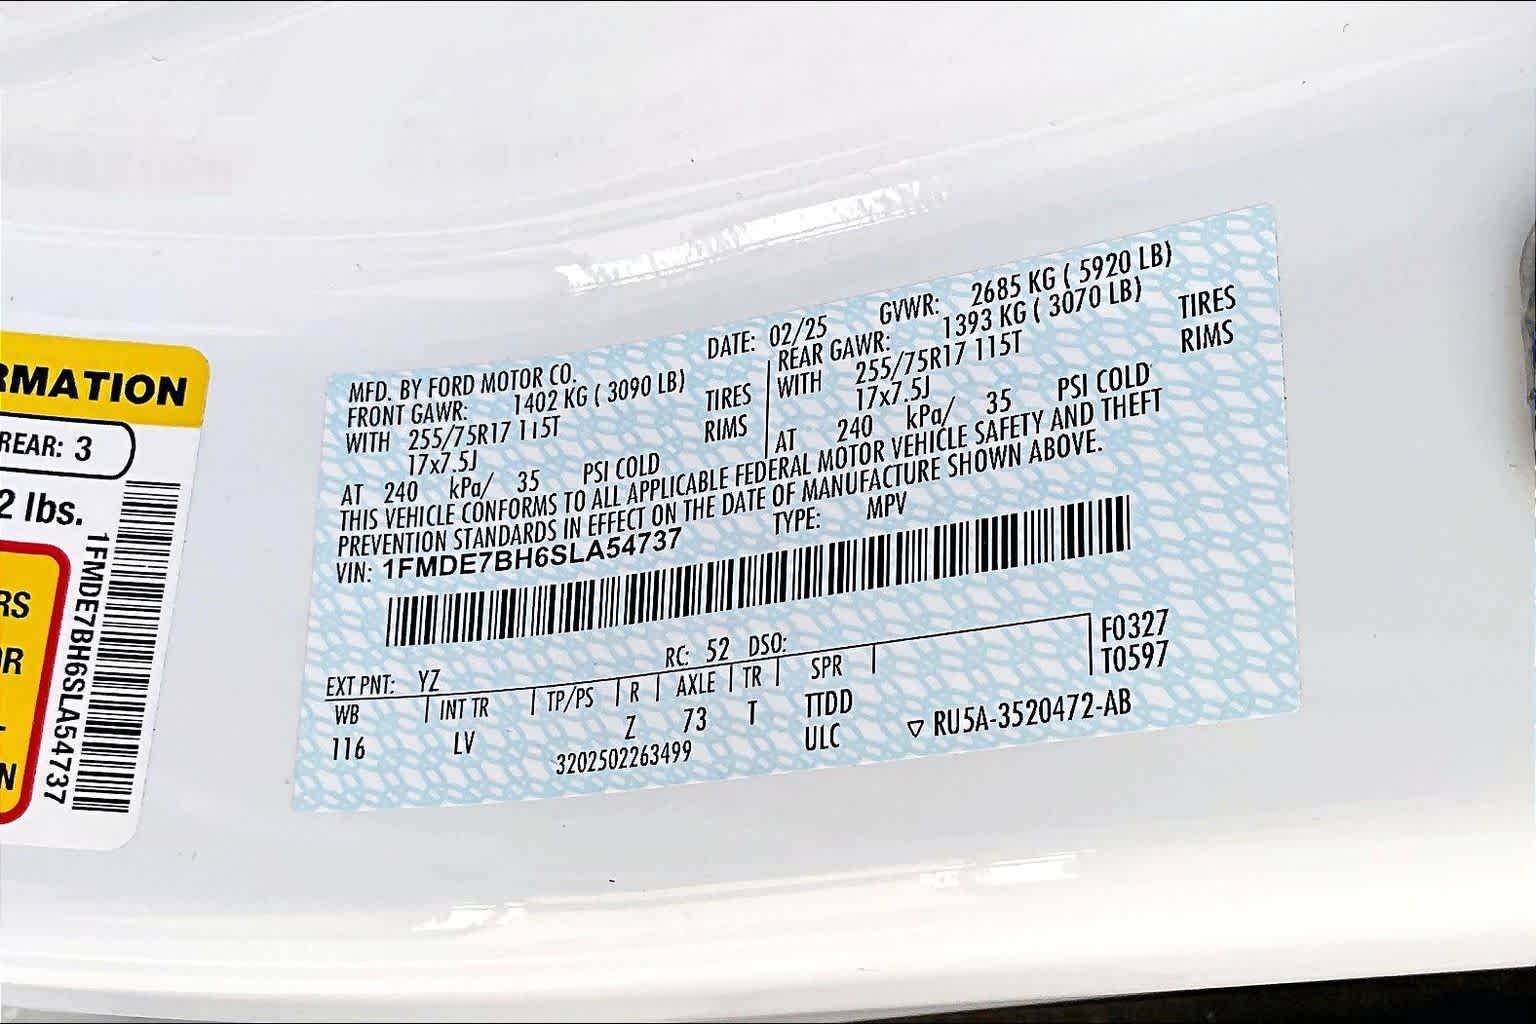 RMATION
REAR: 3
2 lbs.
RS
OR
N
1FMDE7BH6SLA54737
MFD. BY FORD MOTOR CO. DATE: 02/25 GVWR: 2685 KG ( 5920 LB)
FRONT GAWR: 1402 KG ( 3090 LB) REAR GAWR: 1393 KG ( 3070 LB)
WITH 255/75R17 115T TIRES WITH 255/75R17 115T TIRES
17x7.5J RIMS 17x7.5J RIMS
AT 240 kPa/ 35 PSI COLD AT 240 kPa/ 35 PSI COLD
THIS VEHICLE CONFORMS TO ALL APPLICABLE FEDERAL MOTOR VEHICLE SAFETY AND THEFT
PREVENTION STANDARDS IN EFFECT ON THE DATE OF MANUFACTURE SHOWN ABOVE.
VIN: 1FMDE7BH6SLA54737 TYPE: MPV
F0327
EXT PNT: YZ RC: 52 DSO: T0597
WB INT TR TP/PS R AXLE TR SPR
116 LV Z 73 T TTDD
3202502263499 ULC ▽ RU5A-3520472-AB